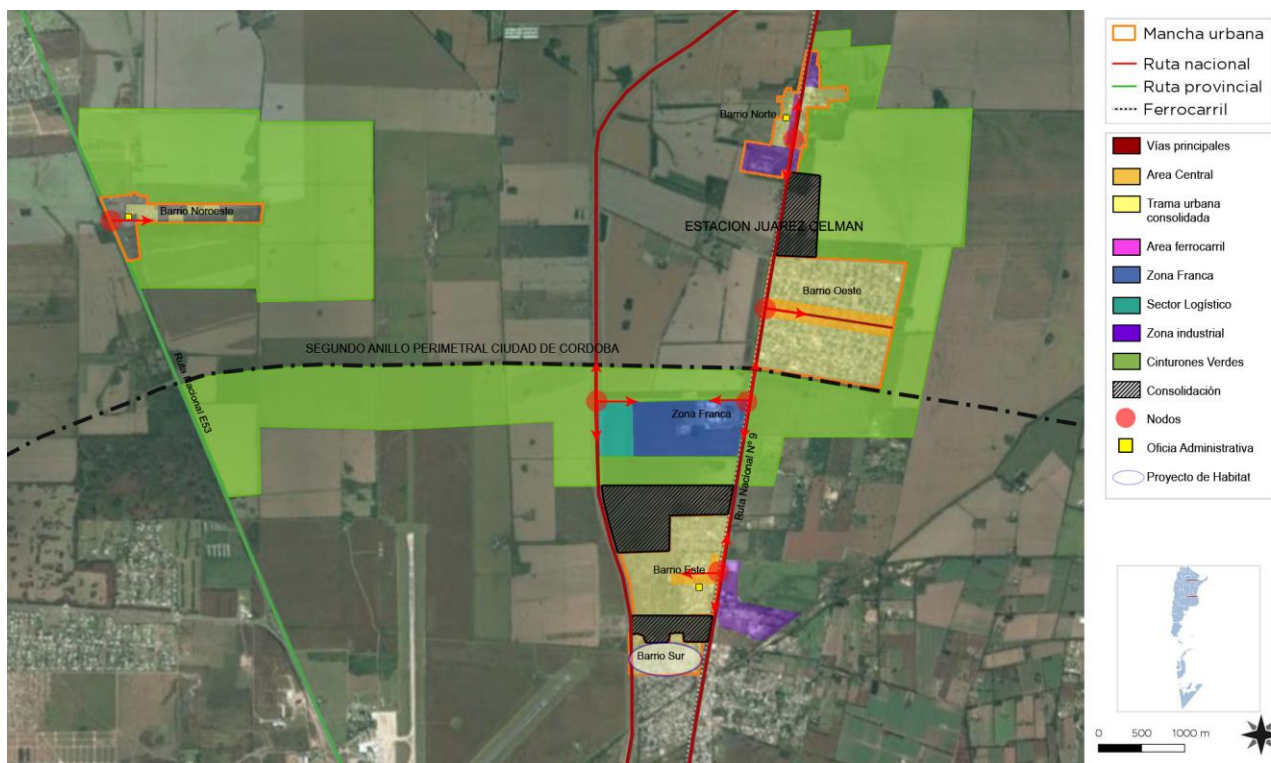 Barrio Norte
ESTACION JUAREZ CELMAN
Barrio Noroeste
Barrio Oeste
SEGUNDO ANILLO PERIMETRAL CIUDAD DE CORDOBA
Ruta Nacional E53
Zona Franca
Ruta Nacional Nº 9
Barrio Este
Barrio Sur
Mancha urbana
Ruta nacional
Ruta provincial
Ferrocarril
Vías principales
Area Central
Trama urbana
consolidada
Area ferrocarril
Zona Franca
Sector Logístico
Zona industrial
Cinturones Verdes
Consolidación
Nodos
Oficia Administrativa
Proyecto de Habitat
0 500 1000 m